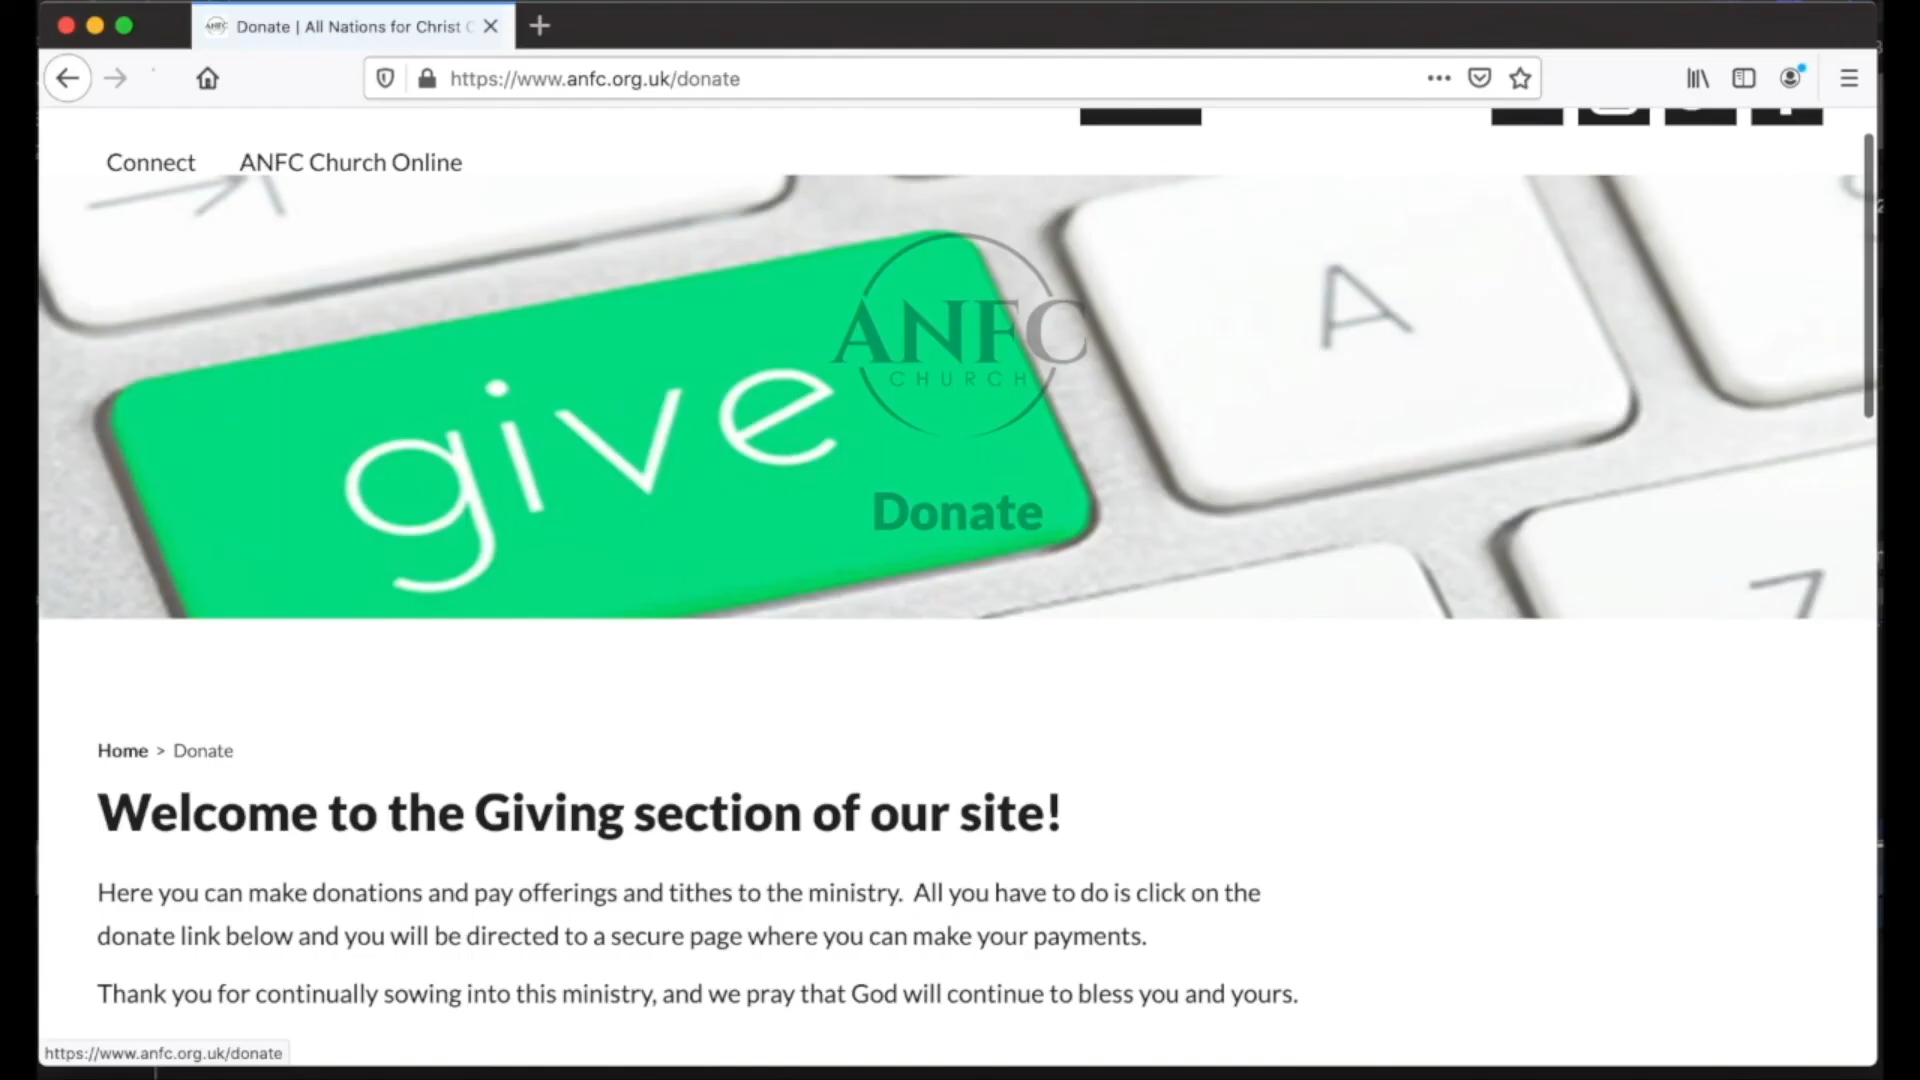 Donate | All Nations for Christ C
https://www.anfc.org.uk/donate
Connect ANFC Church Online
give
A
Z
ANFC
CHURCH
Donate
Home > Donate
Welcome to the Giving section of our site!
Here you can make donations and pay offerings and tithes to the ministry. All you have to do is click on the
donate link below and you will be directed to a secure page where you can make your payments.
Thank you for continually sowing into this ministry, and we pray that God will continue to bless you and yours.
https://www.anfc.org.uk/donate